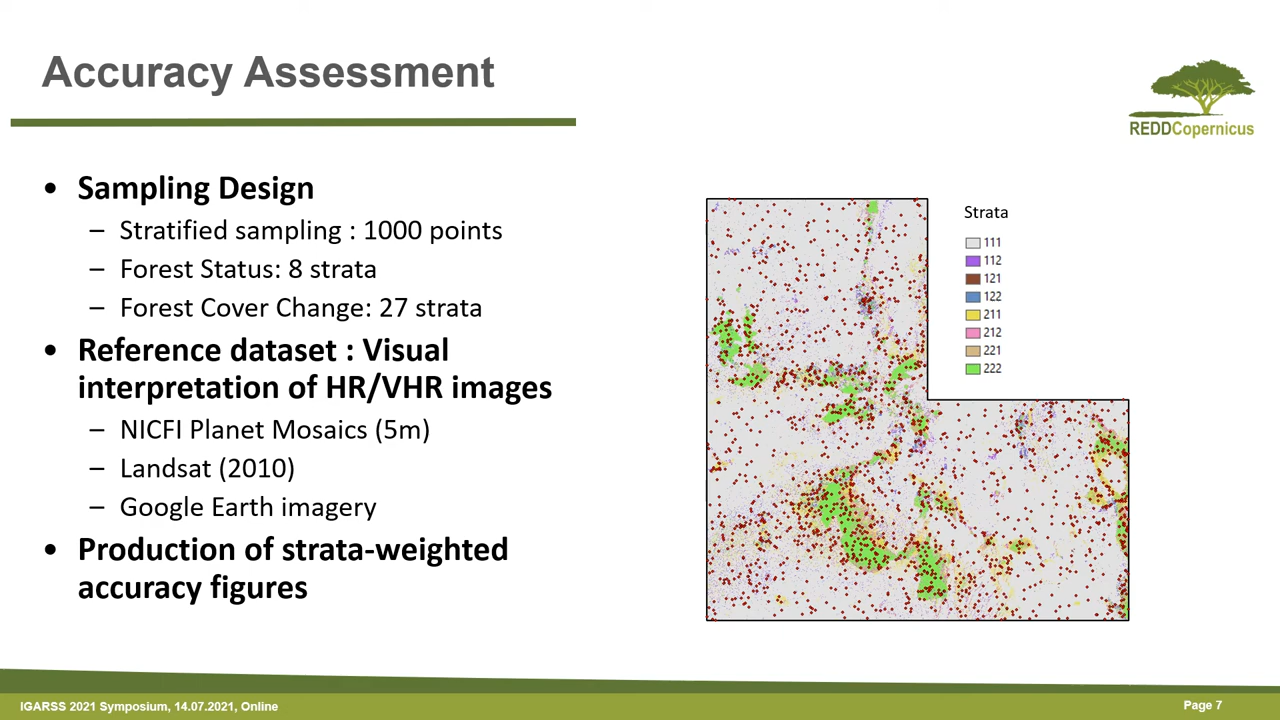 Accuracy Assessment
REDDCopernicus
• Sampling Design
– Stratified sampling : 1000 points
– Forest Status: 8 strata
– Forest Cover Change: 27 strata
• Reference dataset : Visual
interpretation of HR/VHR images
– NICFI Planet Mosaics (5m)
– Landsat (2010)
– Google Earth imagery
• Production of strata-weighted
accuracy figures
Strata
111
112
121
122
211
212
221
222
IGARSS 2021 Symposium, 14.07.2021, Online
Page 7